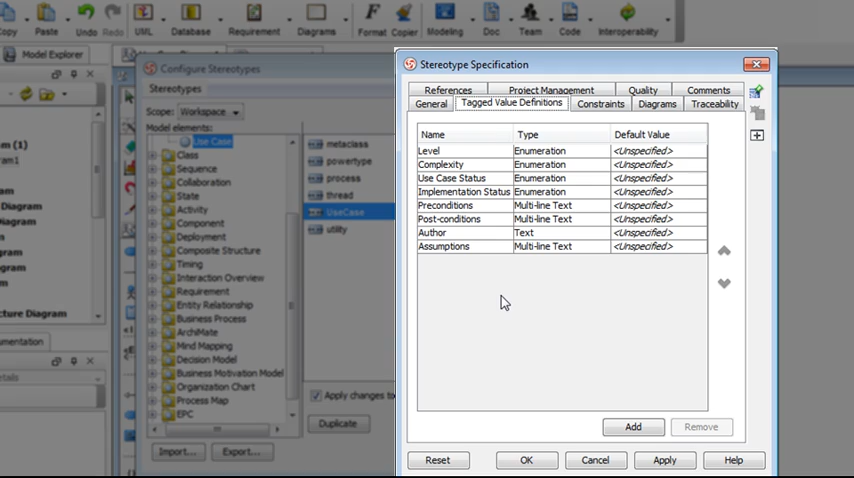 Copy Paste Undo Redo UML Database Requirement Diagrams Format Copier Modeling Doc Team Code Interoperability
Model Explorer
Configure Stereotypes
Stereotypes
Scope: Workspace
Model elements:
Use Case
Class
Sequence
Collaboration
State
Activity
Component
Deployment
Composite Structure
Timing
Interaction Overview
Requirement
Entity Relationship
Business Process
ArchiMate
Mind Mapping
Decision Model
Business Motivation Model
Organization Chart
Process Map
EPC
metaclass
powertype
process
thread
UseCase
utility
Apply changes to
Duplicate
Import... Export...
Stereotype Specification
References Project Management Quality Comments
General Tagged Value Definitions Constraints Diagrams Traceability
Name Type Default Value
Level Enumeration <Unspecified>
Complexity Enumeration <Unspecified>
Use Case Status Enumeration <Unspecified>
Implementation Status Enumeration <Unspecified>
Preconditions Multi-line Text <Unspecified>
Post-conditions Multi-line Text <Unspecified>
Author Text <Unspecified>
Assumptions Multi-line Text <Unspecified>
Add Remove
Reset OK Cancel Apply Help